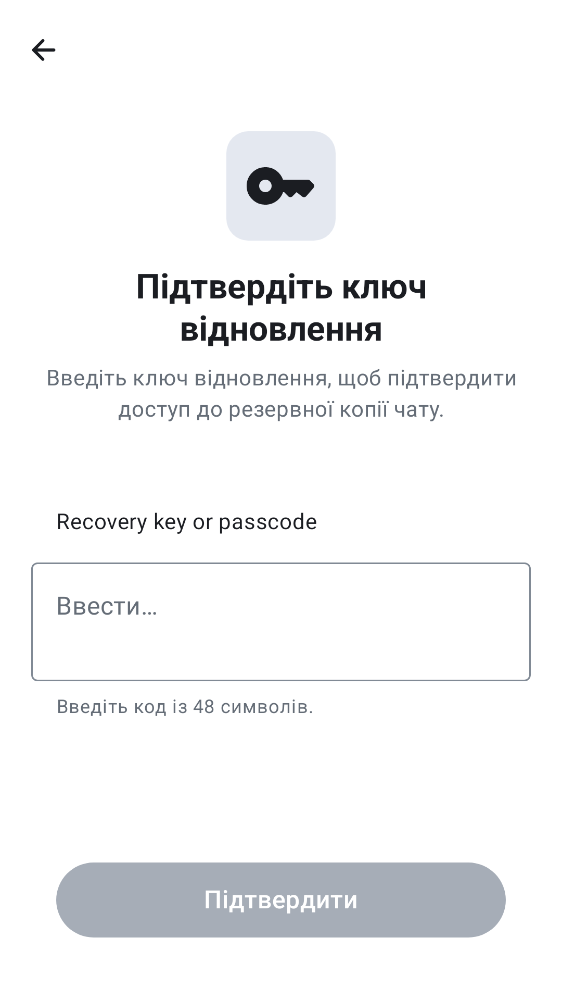 Підтвердіть ключ
відновлення
Введіть ключ відновлення, щоб підтвердити
доступ до резервної копії чату.
Recovery key or passcode
Ввести…
Введіть код із 48 символів.
Підтвердити